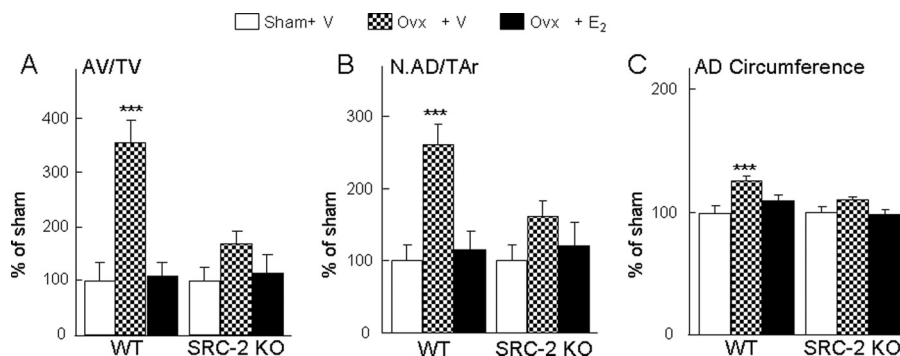 Sham+ V Ovx + V Ovx + E₂
A AV/TV
% of sham
400
300
200
100
0
***
WT SRC-2 KO
B N.AD/TAr
% of sham
300
200
100
0
***
WT SRC-2 KO
C AD Circumference
% of sham
200
100
0
***
WT SRC-2 KO